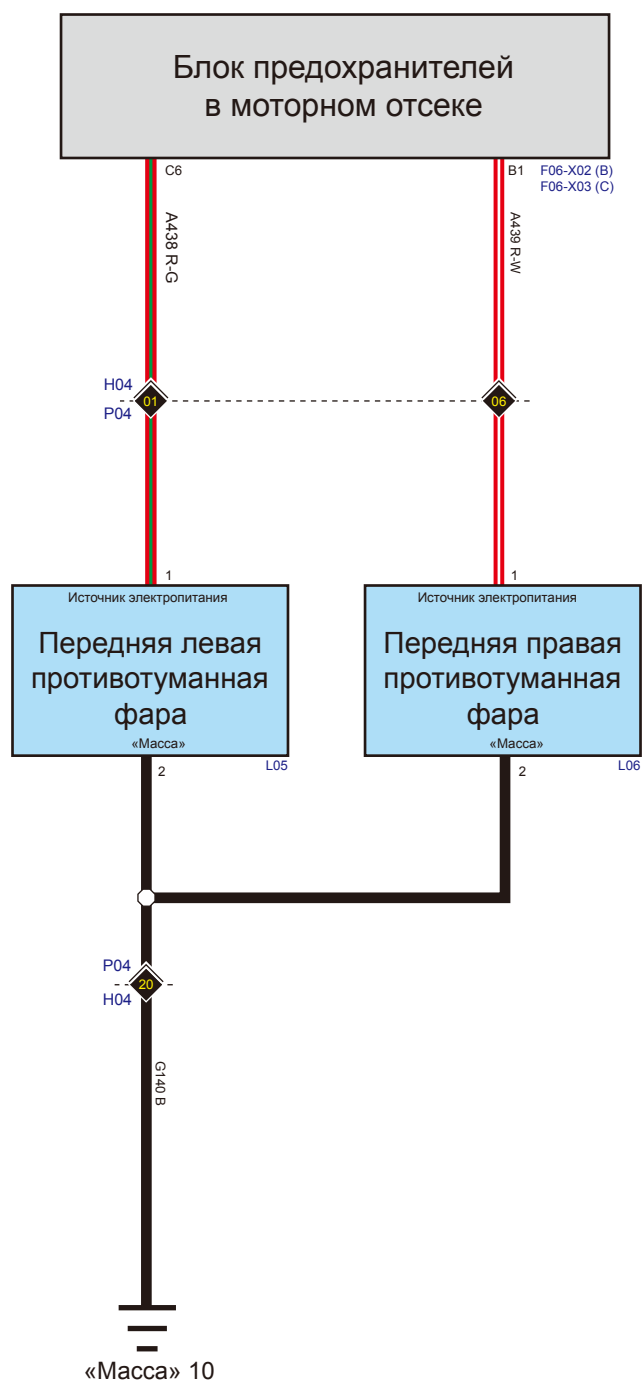 Блок предохранителей
в моторном отсеке
C6
B1
F06-X02 (B)
F06-X03 (C)
A438 R-G
A439 R-W
H04
01
06
P04
1
1
Источник электропитания
Источник электропитания
Передняя левая
противотуманная
фара
Передняя правая
противотуманная
фара
«Масса»
«Масса»
2
L05
2
L06
P04
20
H04
G140 B
«Масса» 10